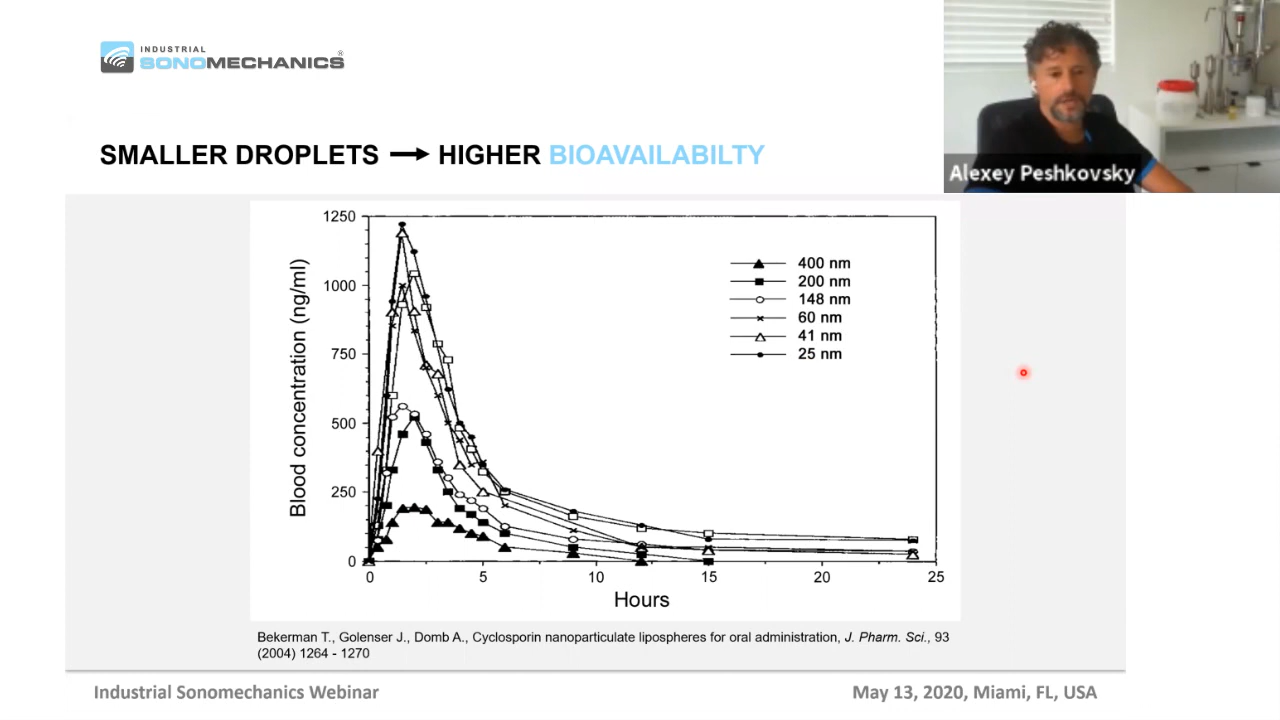 INDUSTRIAL
SONOMECHANICS®
Alexey Peshkovsky
SMALLER DROPLETS → HIGHER BIOAVAILABILTY
Blood concentration (ng/ml)
1250
1000
750
500
250
0
400 nm
200 nm
148 nm
60 nm
41 nm
25 nm
0 5 10 15 20 25
Hours
Bekerman T., Golenser J., Domb A., Cyclosporin nanoparticulate lipospheres for oral administration, J. Pharm. Sci., 93
(2004) 1264 - 1270
Industrial Sonomechanics Webinar
May 13, 2020, Miami, FL, USA